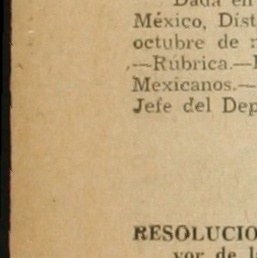 Dada en
México, Dist
octubre de n
.—Rúbrica.—
Mexicanos.—
Jefe del Dep
RESOLUCIO
vor de l